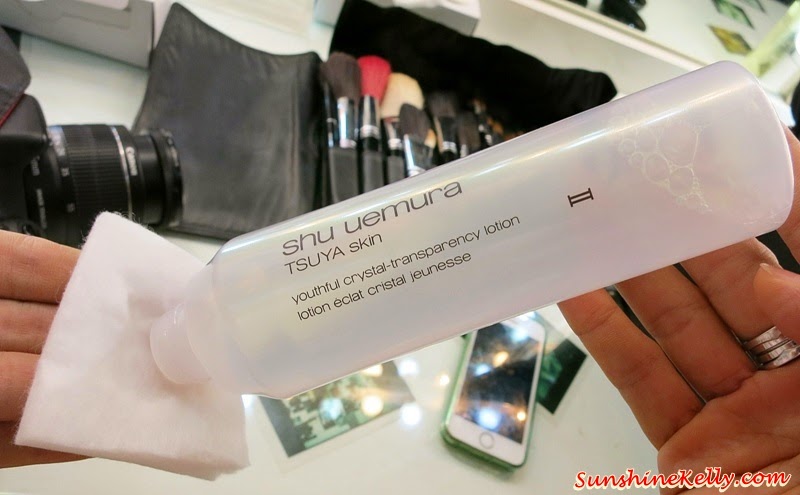 shu uemura
TSUYA skin
youthful crystal-transparency lotion
lotion éclat cristal jeunesse
II
SunshineKelly.com